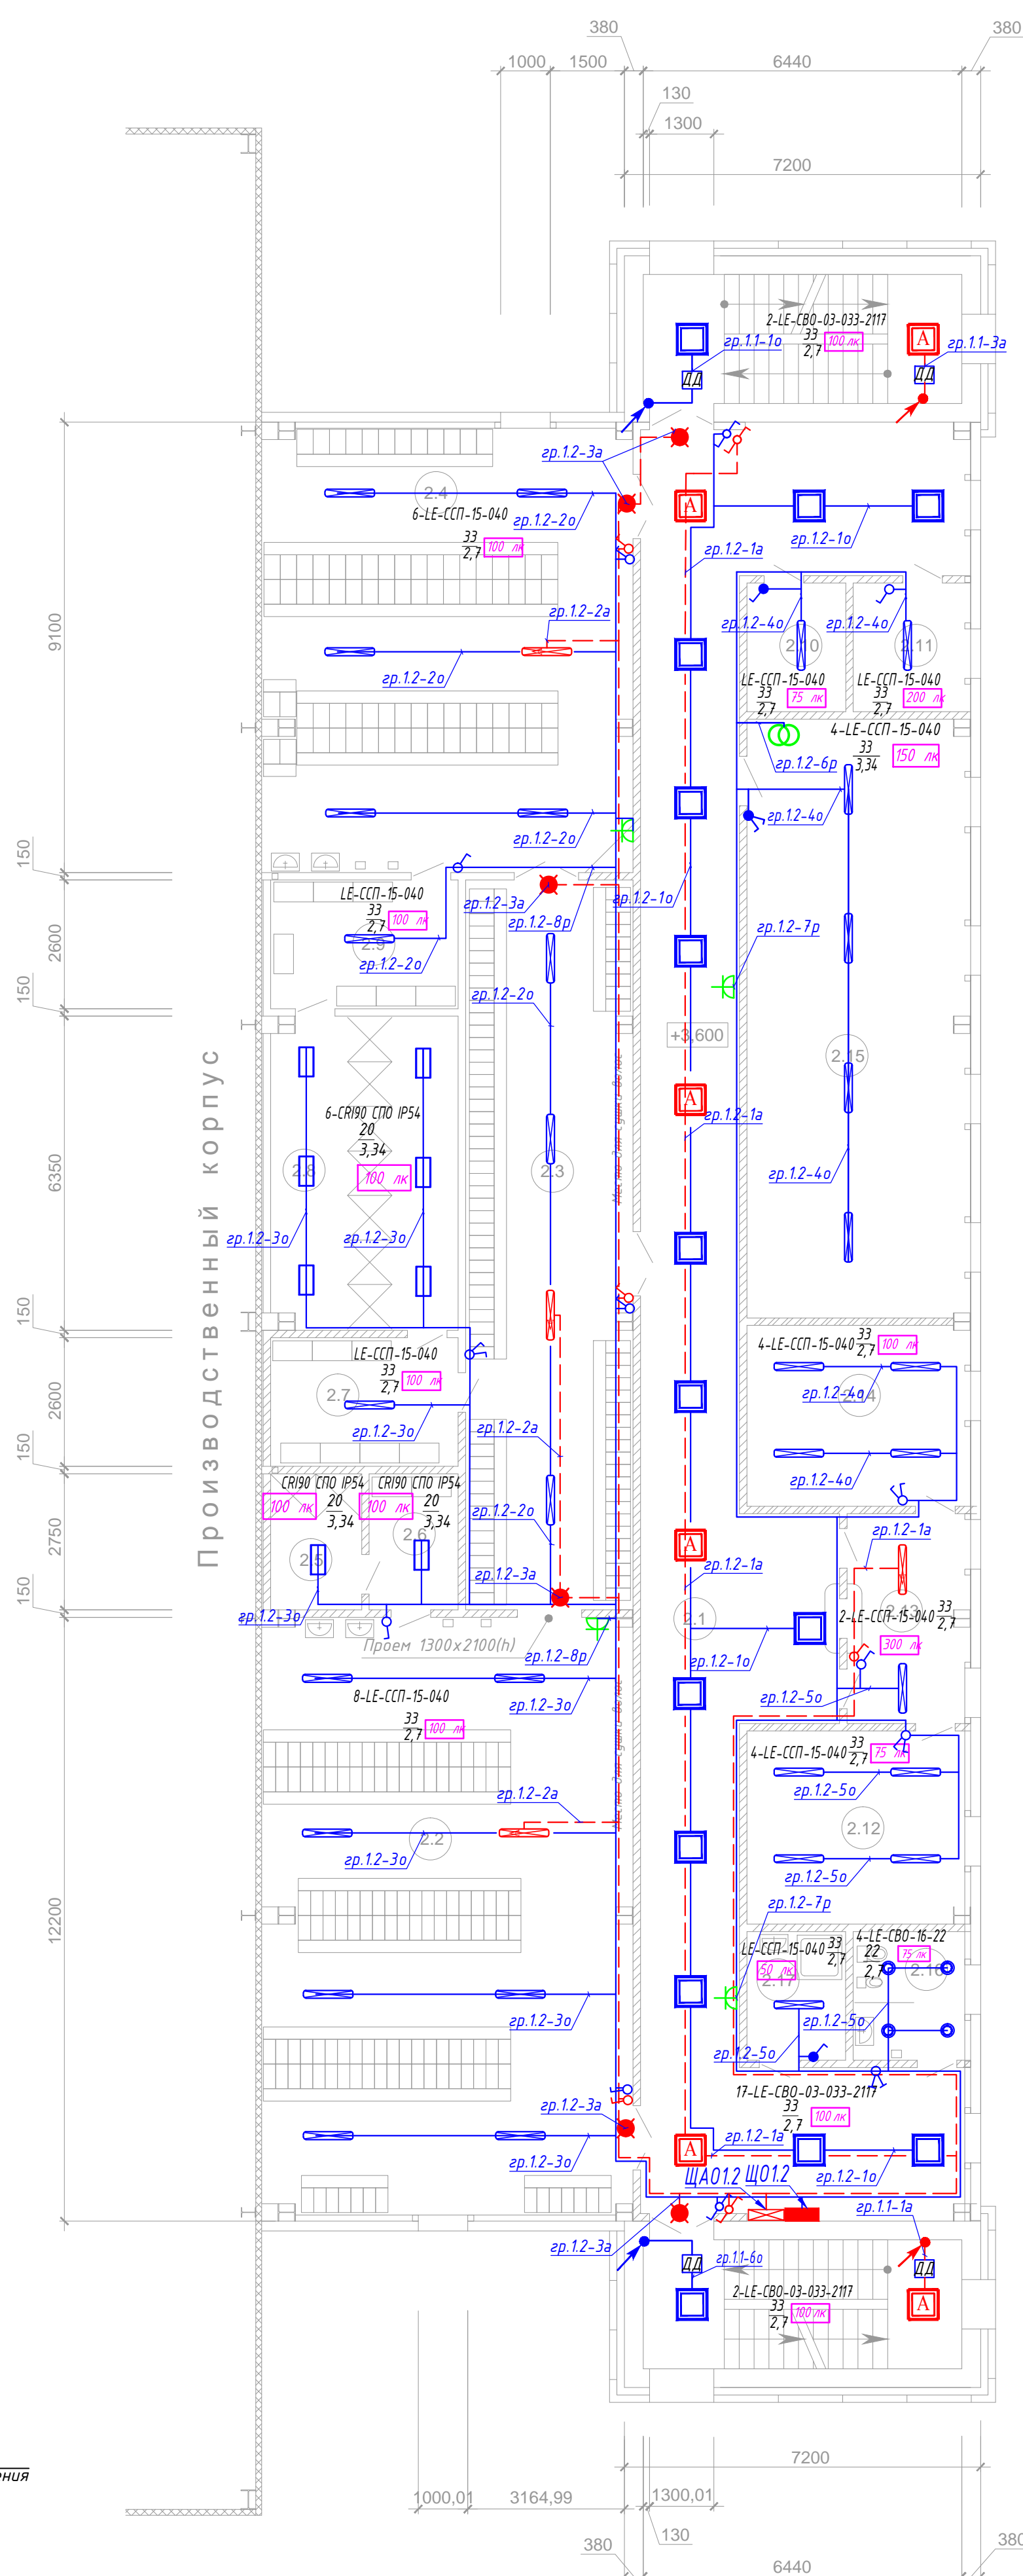 380
380
1000
1500
6440
130
1300
7200
2-LE-СВО-03-033-2117
33
2,7
100 лк
гр.1.1-1о
гр.1.1-3а
А
ДД
ДД
гр.1.2-3а
2.4
6-LE-ССП-15-040
33
2,7
100 лк
гр.1.2-2о
А
гр.1.2-1о
гр.1.2-1а
гр.1.2-2а
гр.1.2-2о
9100
гр.1.2-4о
гр.1.2-4о
2.10
2.11
LE-ССП-15-040
33
2,7
75 лк
LE-ССП-15-040
33
2,7
200 лк
4-LE-ССП-15-040
33
3,34
150 лк
гр.1.2-6р
гр.1.2-4о
гр.1.2-2о
150
LE-ССП-15-040
33
2,7
100 лк
2.9
гр.1.2-2о
гр.1.2-3а
гр.1.2-8р
гр.1.2-1о
гр.1.2-7р
2600
гр.1.2-2о
150
+3,600
2.15
Производственный корпус
6-CRI90 СПО IP54
20
3,34
100 лк
2.8
2.3
Место для сушки волос
А
гр.1.2-1а
6350
гр.1.2-4о
гр.1.2-3о
гр.1.2-3о
150
LE-ССП-15-040
33
2,7
100 лк
2.7
гр.1.2-3о
4-LE-ССП-15-040
33
2,7
100 лк
гр.1.2-4о
2.14
2600
гр.1.2-2а
гр.1.2-4о
150
CRI90 СПО IP54
20
3,34
100 лк
CRI90 СПО IP54
20
3,34
100 лк
2.5
2.6
гр.1.2-2о
А
гр.1.2-1а
гр.1.2-1а
2750
гр.1.2-3а
150
гр.1.2-3о
2.1
2.13
2-LE-ССП-15-040
33
2,7
300 лк
Проем 1300х2100(h)
гр.1.2-8р
гр.1.2-1о
гр.1.2-3о
гр.1.2-5о
8-LE-ССП-15-040
33
2,7
100 лк
Место для сушки волос
4-LE-ССП-15-040
33
2,7
75 лк
гр.1.2-5о
гр.1.2-2а
2.2
2.12
гр.1.2-3о
гр.1.2-5о
12200
гр.1.2-7р
LE-ССП-15-040
33
2,7
50 лк
2.17
4-LE-СВО-16-22
22
2,7
75 лк
2.16
гр.1.2-3о
гр.1.2-5о
гр.1.2-5о
17-LE-СВО-03-033-2117
33
2,7
100 лк
гр.1.2-3а
А
гр.1.2-1а
гр.1.2-3о
ЩАО1.2
ЩО1.2
гр.1.2-1о
гр.1.1-1а
гр.1.2-3а
ДД
гр.1.1-6о
ДД
2-LE-СВО-03-033-2117
33
2,7
100 лк
А
ния
7200
1000,01
3164,99
1300,01
130
380
380
6440